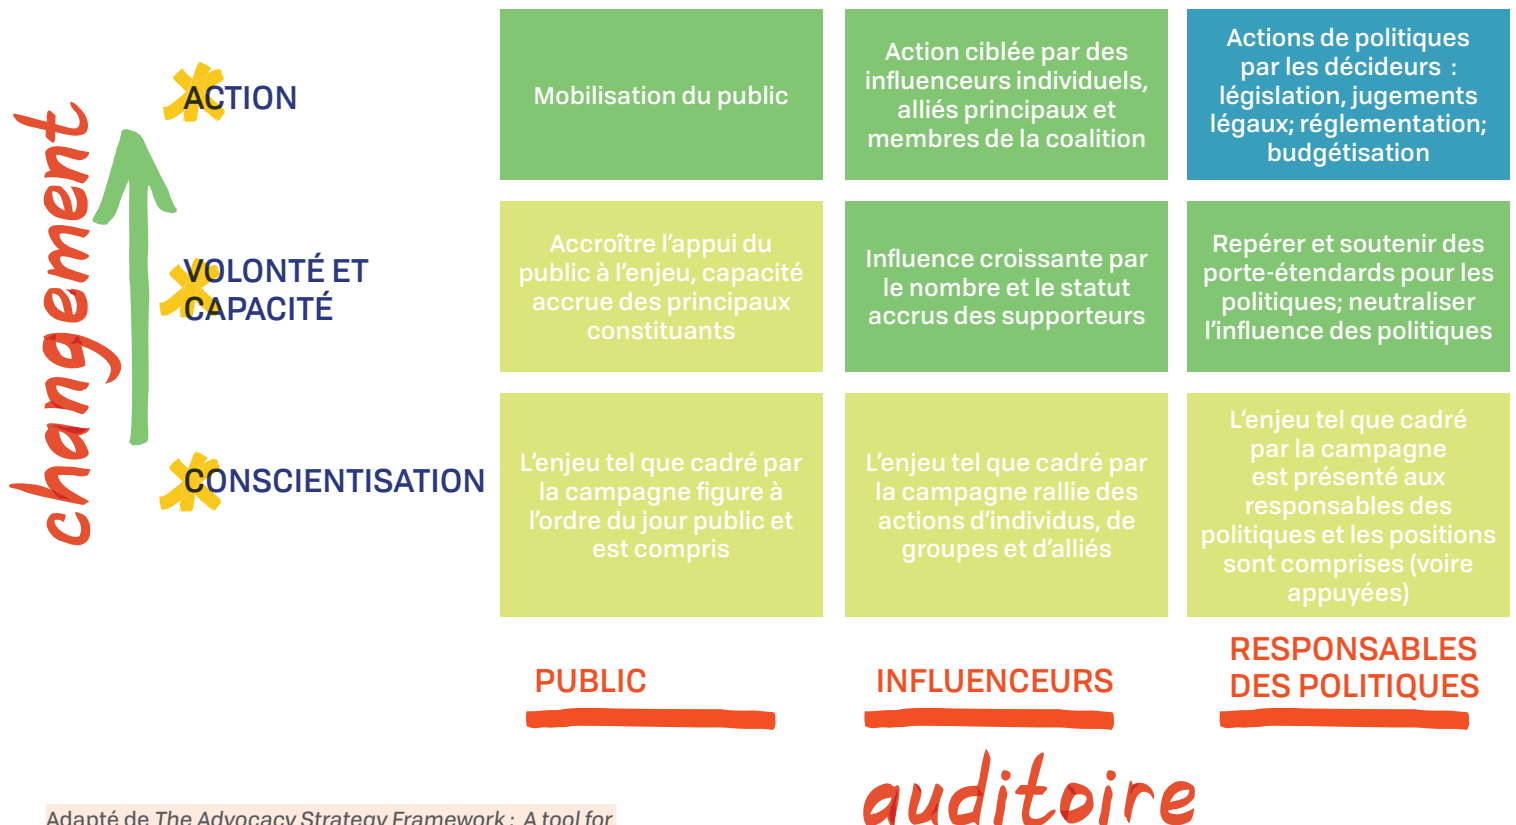 changement
ACTION
Mobilisation du public
Action ciblée par des
influenceurs individuels,
alliés principaux et
membres de la coalition
Actions de politiques
par les décideurs :
législation, jugements
légaux; réglementation;
budgétisation
VOLONTÉ ET
CAPACITÉ
Accroître l'appui du
public à l'enjeu, capacité
accrue des principaux
constituants
Influence croissante par
le nombre et le statut
accrus des supporteurs
Repérer et soutenir des
porte-étendards pour les
politiques; neutraliser
l'influence des politiques
CONSCIENTISATION
L'enjeu tel que cadré par
la campagne figure à
l'ordre du jour public et
est compris
L'enjeu tel que cadré par
la campagne rallie des
actions d'individus, de
groupes et d'alliés
L'enjeu tel que cadré
par la campagne
est présenté aux
responsables des
politiques et les positions
sont comprises (voire
appuyées)
PUBLIC
INFLUENCEURS
RESPONSABLES
DES POLITIQUES
auditoire
Adapté de The Advocacy Strategy Framework : A tool for